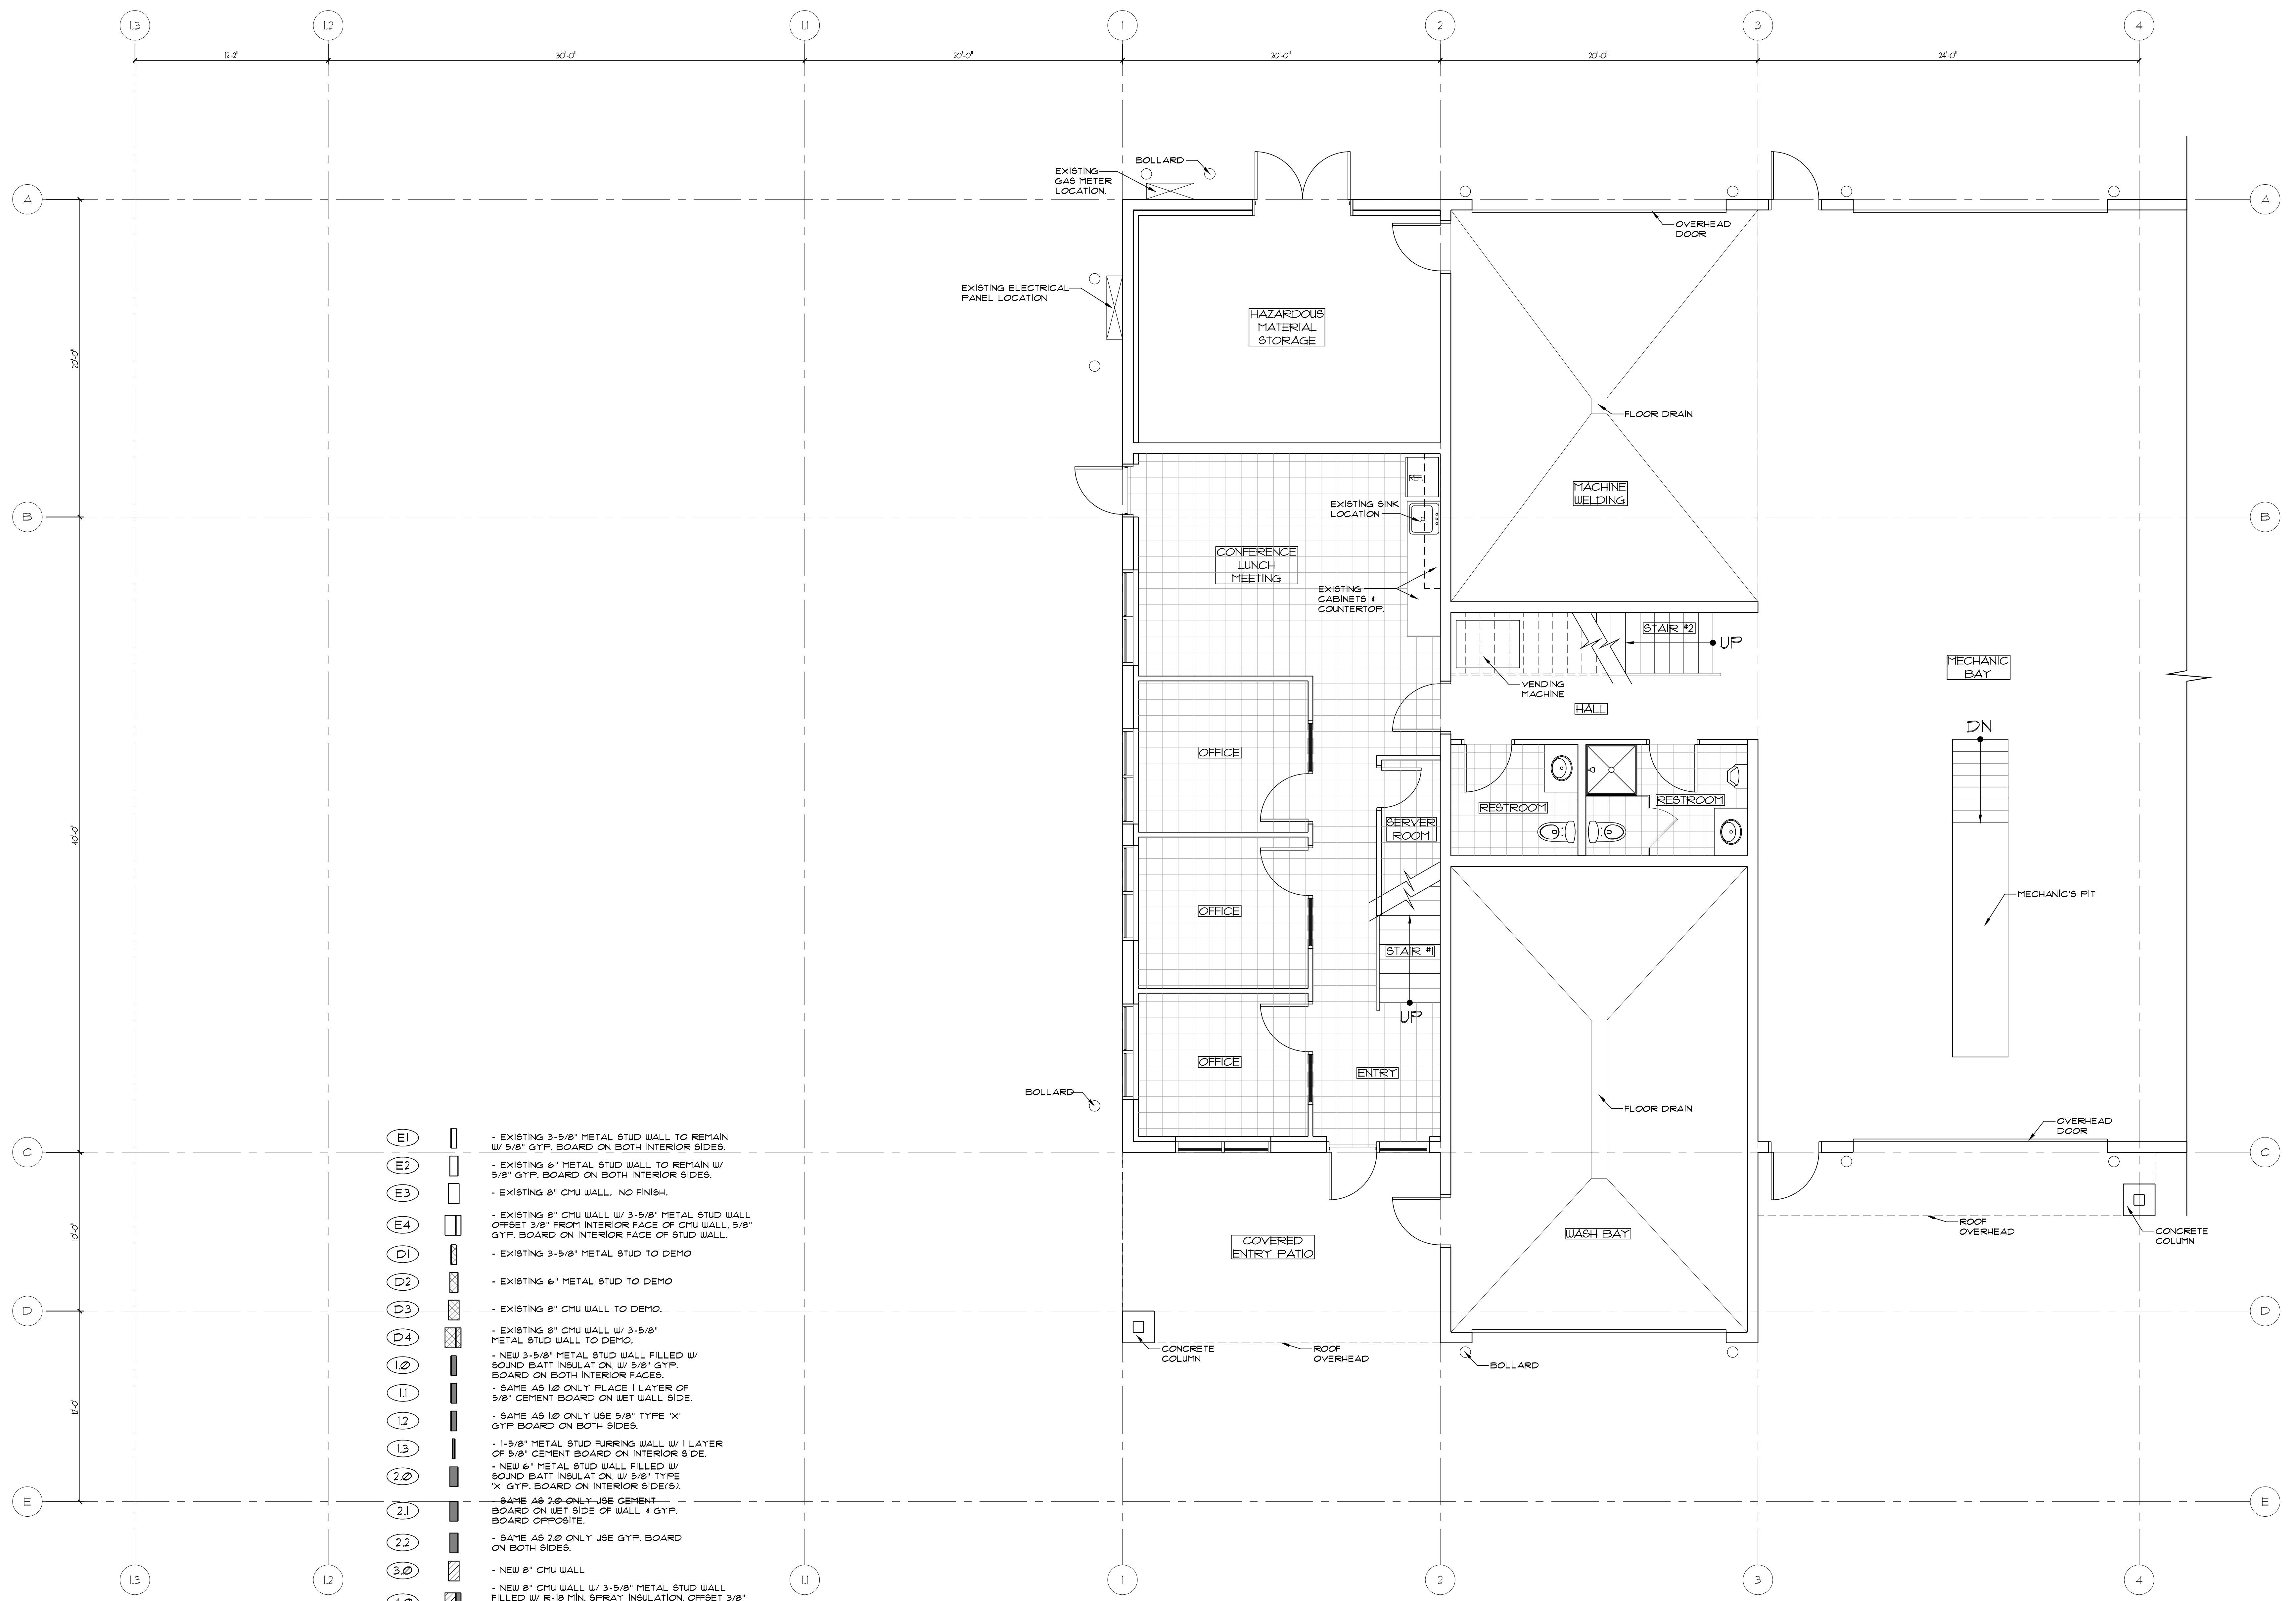 1.3
1.2
1.1
1
2
3
4
12'-2"
30'-0"
20'-0"
20'-0"
20'-0"
24'-0"
A
A
B
B
C
C
D
D
E
E
20'-0"
40'-0"
10'-0"
12'-0"
BOLLARD
EXISTING
GAS METER
LOCATION.
OVERHEAD
DOOR
EXISTING ELECTRICAL
PANEL LOCATION
HAZARDOUS
MATERIAL
STORAGE
FLOOR DRAIN
MACHINE
WELDING
REF.
EXISTING SINK
LOCATION
CONFERENCE
LUNCH
MEETING
EXISTING
CABINETS &
COUNTERTOP.
STAIR #2
UP
VENDING
MACHINE
HALL
MECHANIC
BAY
DN
OFFICE
RESTROOM
RESTROOM
SERVER
ROOM
MECHANIC'S PIT
OFFICE
STAIR #1
UP
OFFICE
ENTRY
BOLLARD
FLOOR DRAIN
OVERHEAD
DOOR
COVERED
ENTRY PATIO
WASH BAY
ROOF
OVERHEAD
CONCRETE
COLUMN
CONCRETE
COLUMN
ROOF
OVERHEAD
BOLLARD
E1
- EXISTING 3-5/8" METAL STUD WALL TO REMAIN
W/ 5/8" GYP. BOARD ON BOTH INTERIOR SIDES.
E2
- EXISTING 6" METAL STUD WALL TO REMAIN W/
5/8" GYP. BOARD ON BOTH INTERIOR SIDES.
E3
- EXISTING 8" CMU WALL. NO FINISH.
E4
- EXISTING 8" CMU WALL W/ 3-5/8" METAL STUD WALL
OFFSET 3/8" FROM INTERIOR FACE OF CMU WALL, 5/8"
GYP. BOARD ON INTERIOR FACE OF STUD WALL.
D1
- EXISTING 3-5/8" METAL STUD TO DEMO
D2
- EXISTING 6" METAL STUD TO DEMO
D3
- EXISTING 8" CMU WALL TO DEMO.
D4
- EXISTING 8" CMU WALL W/ 3-5/8"
METAL STUD WALL TO DEMO.
1.0
- NEW 3-5/8" METAL STUD WALL FILLED W/
SOUND BATT INSULATION, W/ 5/8" GYP.
BOARD ON BOTH INTERIOR FACES.
1.1
- SAME AS 1.0 ONLY PLACE 1 LAYER OF
5/8" CEMENT BOARD ON WET WALL SIDE.
1.2
- SAME AS 1.0 ONLY USE 5/8" TYPE 'X'
GYP BOARD ON BOTH SIDES.
1.3
- 1-5/8" METAL STUD FURRING WALL W/ 1 LAYER
OF 5/8" CEMENT BOARD ON INTERIOR SIDE.
2.0
- NEW 6" METAL STUD WALL FILLED W/
SOUND BATT INSULATION, W/ 5/8" TYPE
'X' GYP. BOARD ON INTERIOR SIDE(S).
2.1
- SAME AS 2.0 ONLY USE CEMENT
BOARD ON WET SIDE OF WALL & GYP.
BOARD OPPOSITE.
2.2
- SAME AS 2.0 ONLY USE GYP. BOARD
ON BOTH SIDES.
3.0
- NEW 8" CMU WALL
- NEW 8" CMU WALL W/ 3-5/8" METAL STUD WALL
FILLED W/ R-18 MIN. SPRAY INSULATION, OFFSET 3/8"
1.3
1.2
1.1
1
2
3
4